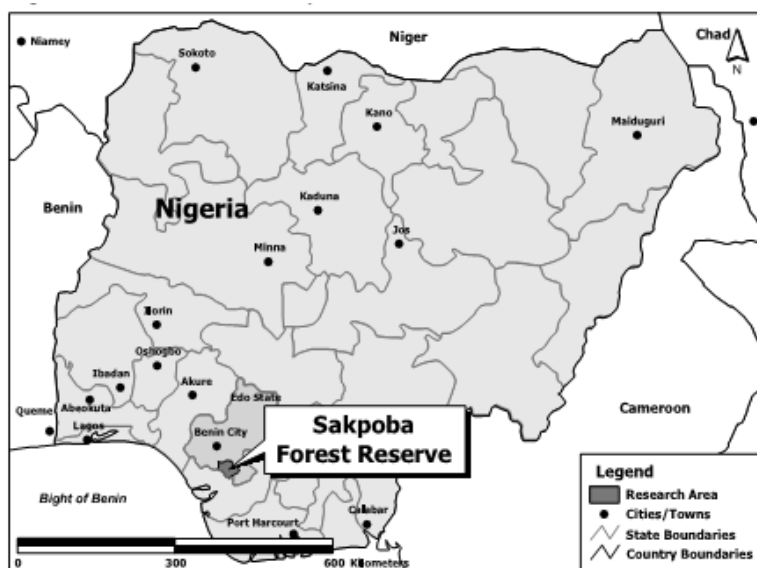 Niger
Chad
N
Niamey
Sokoto
Katsina
Kano
Maiduguri
Benin
Nigeria
Kaduna
Jos
Minna
Ilorin
Oshogbo
Ibadan
Akure
Edo State
Abeokuta
Queme
Lagos
Benin City
Sakpoba
Forest Reserve
Cameroon
Bight of Benin
Port Harcourt
Calabar
Legend
Research Area
Cities/Towns
State Boundaries
Country Boundaries
0 300 600 Kilometers